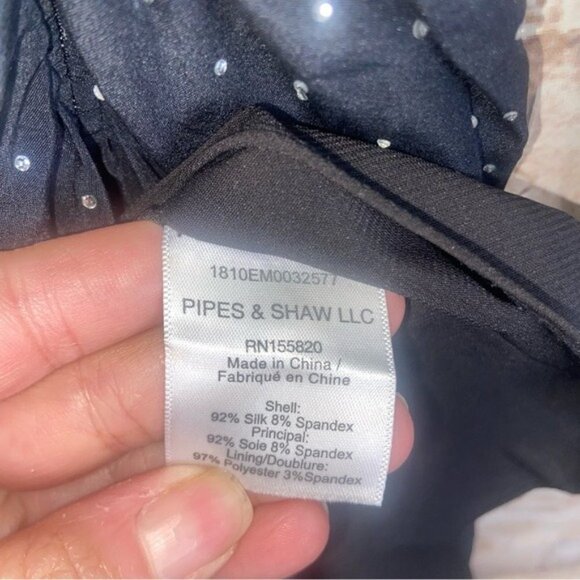 1810EM0032577
PIPES & SHAW LLC
RN155820
Made in China /
Fabriqué en Chine
Shell:
92% Silk 8% Spandex
Principal:
92% Soie 8% Spandex
Lining/Doublure:
97% Polyester 3%Spandex